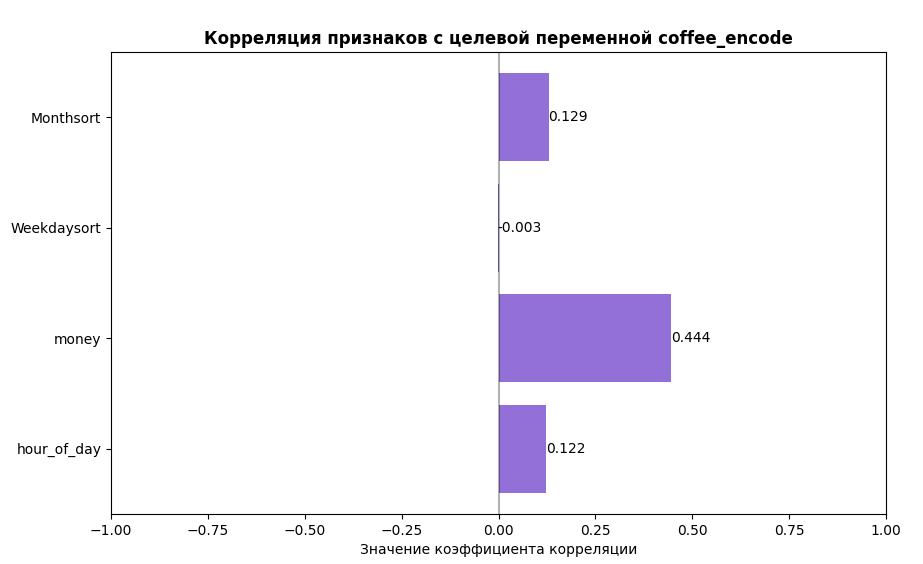 Корреляция признаков с целевой переменной coffee_encode
Monthsort
0.129
Weekdaysort
-0.003
money
0.444
hour_of_day
0.122
−1.00 −0.75 −0.50 −0.25 0.00 0.25 0.50 0.75 1.00
Значение коэффициента корреляции